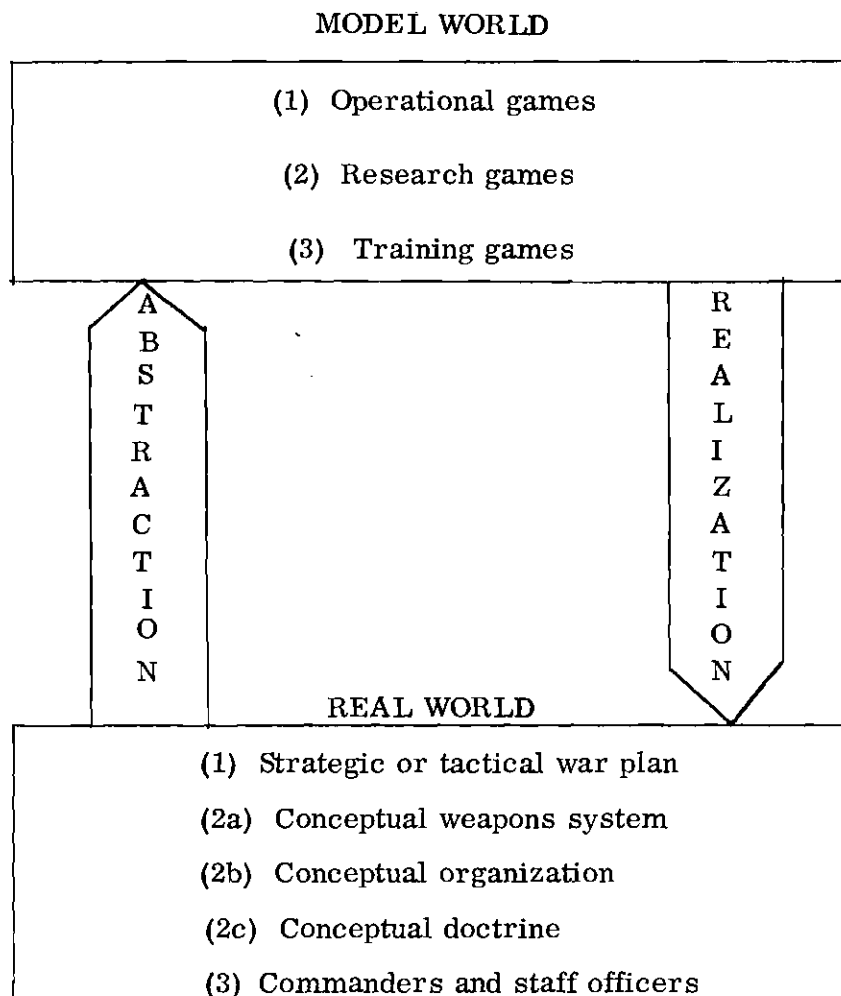 MODEL WORLD
(1) Operational games
(2) Research games
(3) Training games
ABSTRACTION
REALIZATION
REAL WORLD
(1) Strategic or tactical war plan
(2a) Conceptual weapons system
(2b) Conceptual organization
(2c) Conceptual doctrine
(3) Commanders and staff officers